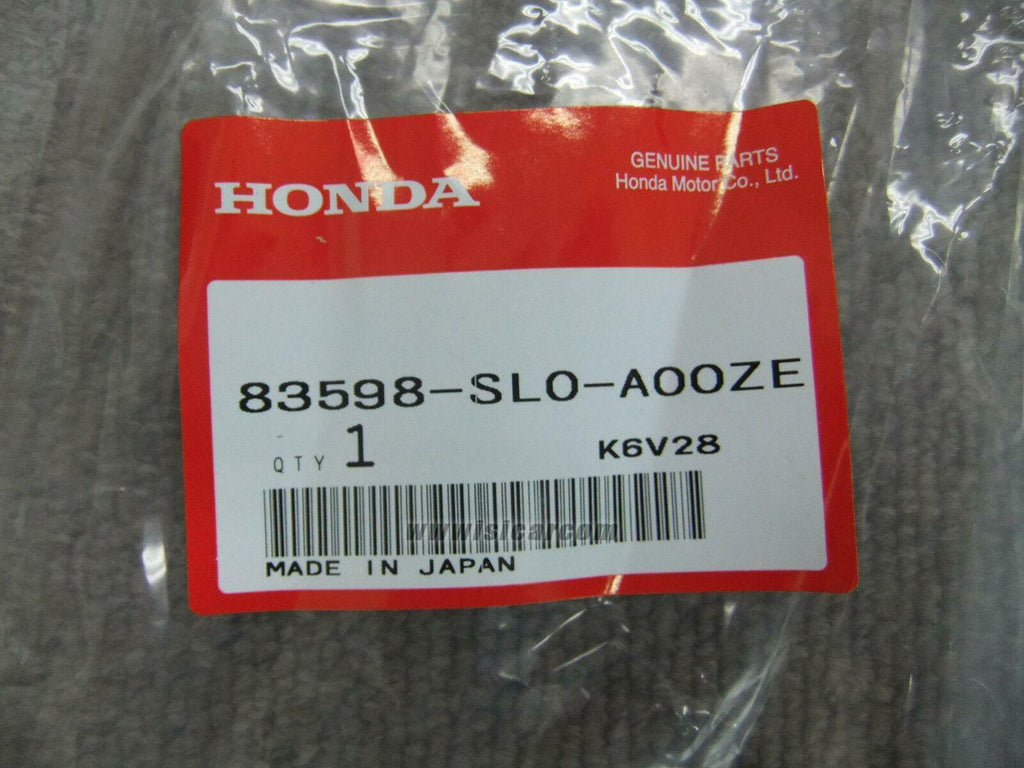 HONDA
GENUINE PARTS
Honda Motor Co., Ltd.
83598-SL0-A00ZE
QTY 1
K6V28
www.isicar.com
MADE IN JAPAN